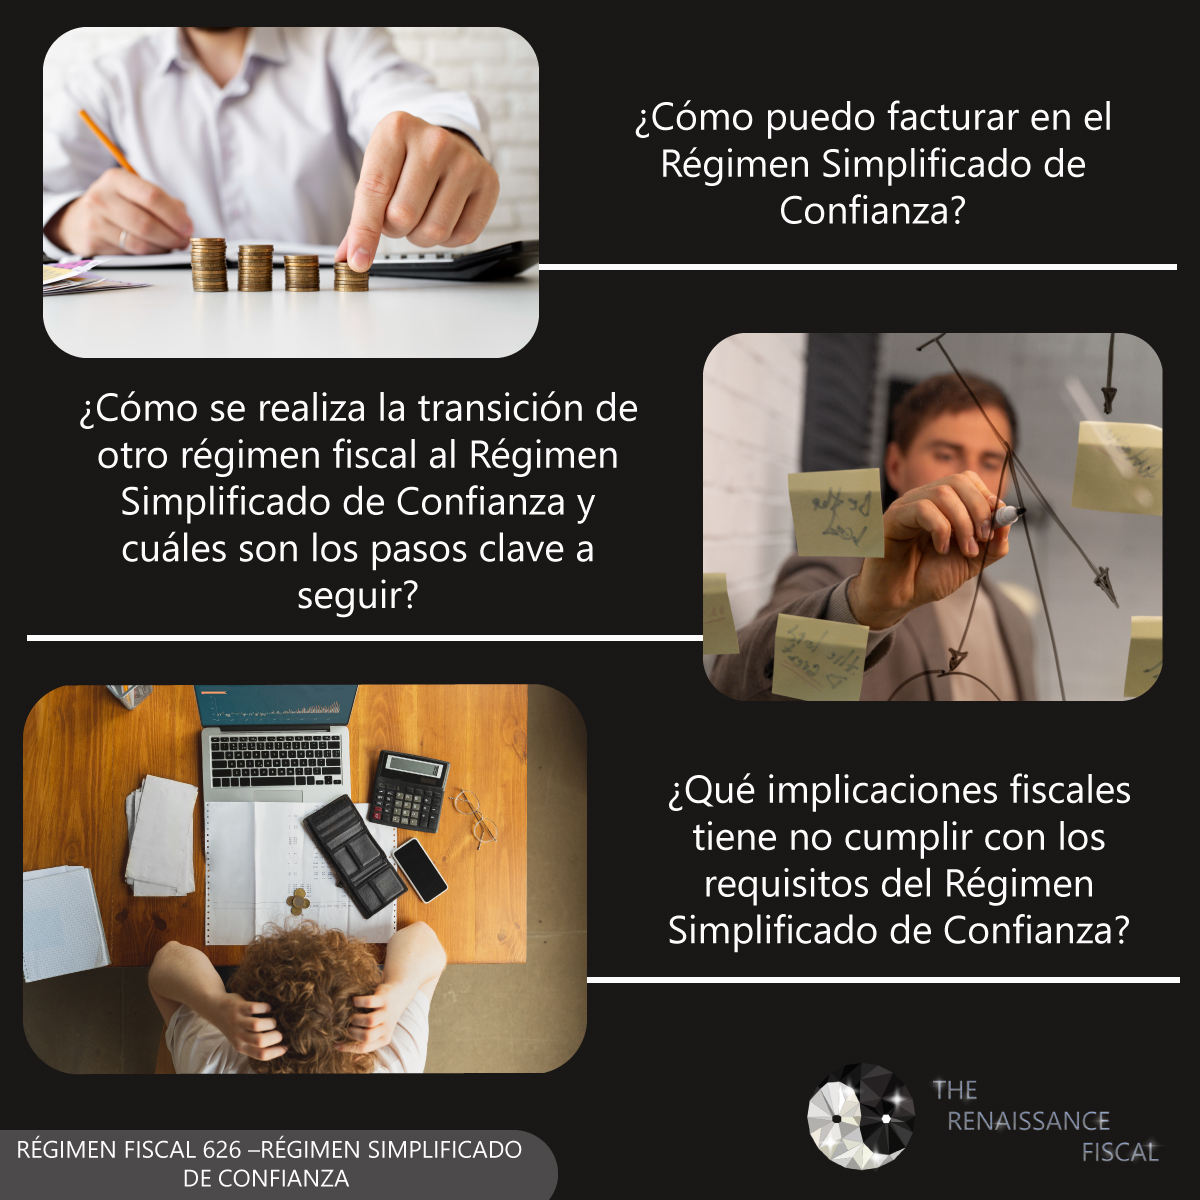 ¿Cómo puedo facturar en el
Régimen Simplificado de
Confianza?
¿Cómo se realiza la transición de
otro régimen fiscal al Régimen
Simplificado de Confianza y
cuáles son los pasos clave a
seguir?
¿Qué implicaciones fiscales
tiene no cumplir con los
requisitos del Régimen
Simplificado de Confianza?
RÉGIMEN FISCAL 626 –RÉGIMEN SIMPLIFICADO
DE CONFIANZA
THE
RENAISSANCE
FISCAL